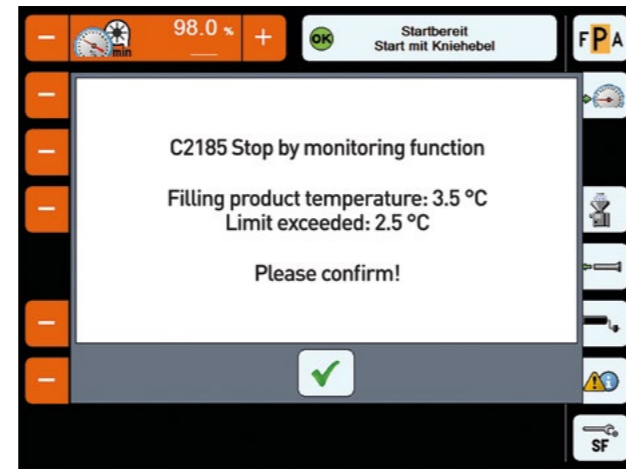 98.0 %
min
OK
Startbereit
Start mit Kniehebel
FPA
C2185 Stop by monitoring function
Filling product temperature: 3.5 °C
Limit exceeded: 2.5 °C
Please confirm!
SF